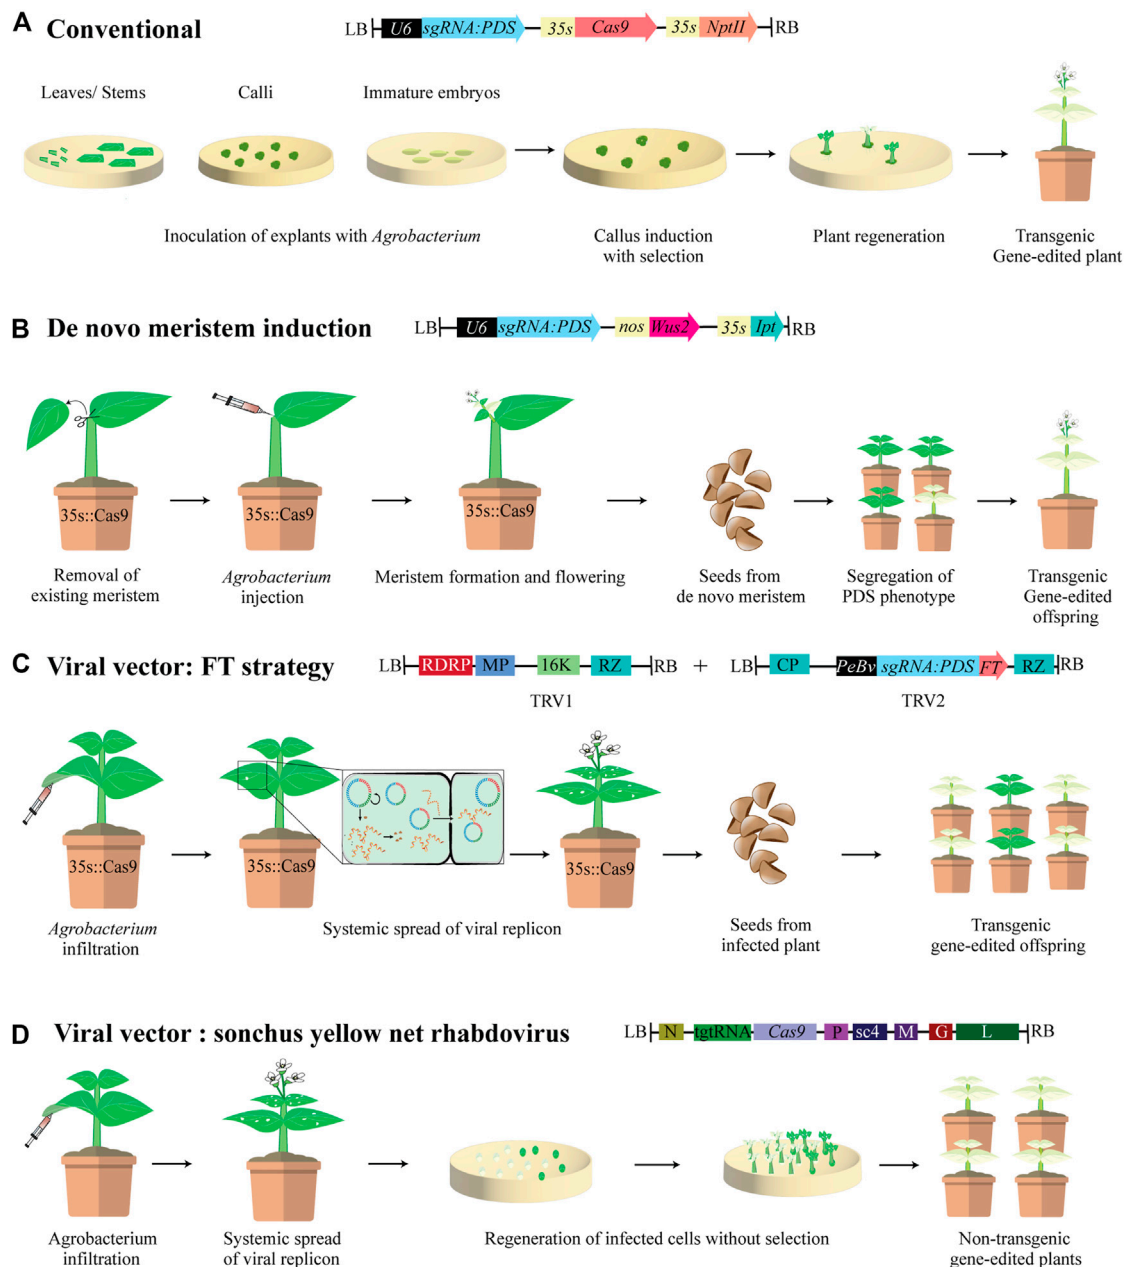 A Conventional
LB U6 sgRNA:PDS 35s Cas9 35s NptII RB
Leaves/ Stems Calli Immature embryos
Inoculation of explants with Agrobacterium
Callus induction
with selection
Plant regeneration
Transgenic
Gene-edited plant
B De novo meristem induction
LB U6 sgRNA:PDS nos Wus2 35s Ipt RB
35s::Cas9 35s::Cas9 35s::Cas9
Removal of
existing meristem
Agrobacterium
injection
Meristem formation and flowering
Seeds from
de novo meristem
Segregation of
PDS phenotype
Transgenic
Gene-edited
offspring
C Viral vector: FT strategy
LB RDRP MP 16K RZ RB + LB CP PeBv sgRNA:PDS FT RZ RB
TRV1 TRV2
35s::Cas9 35s::Cas9 35s::Cas9
Agrobacterium
infiltration
Systemic spread of viral replicon
Seeds from
infected plant
Transgenic
gene-edited offspring
D Viral vector : sonchus yellow net rhabdovirus
LB N tgtRNA Cas9 P sc4 M G L RB
Agrobacterium
infiltration
Systemic spread
of viral replicon
Regeneration of infected cells without selection
Non-transgenic
gene-edited plants